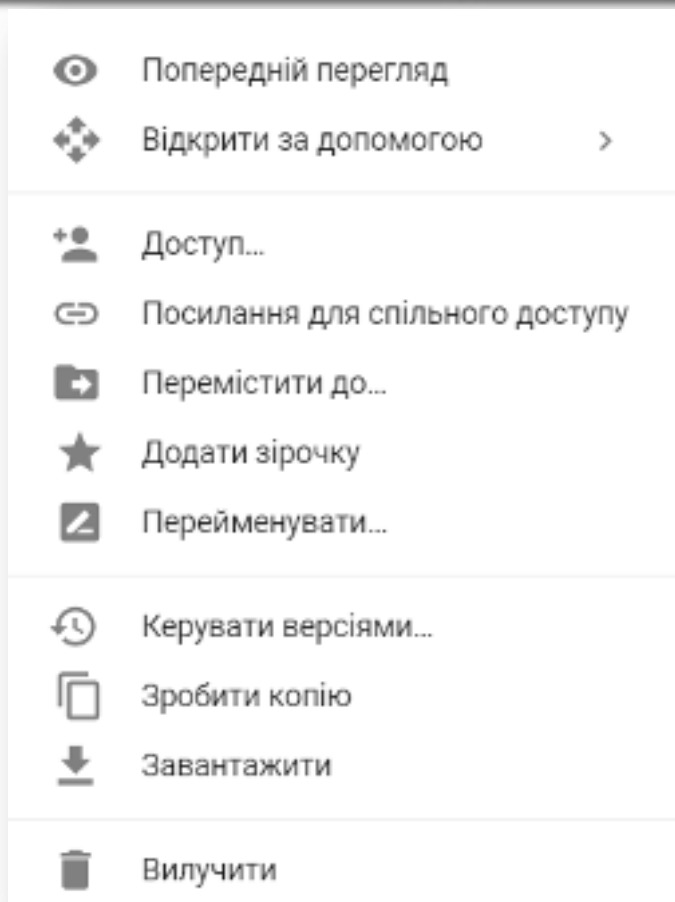 Попередній перегляд
Відкрити за допомогою
Доступ...
Посилання для спільного доступу
Перемістити до...
Додати зірочку
Перейменувати...
Керувати версіями...
Зробити копію
Завантажити
Вилучити